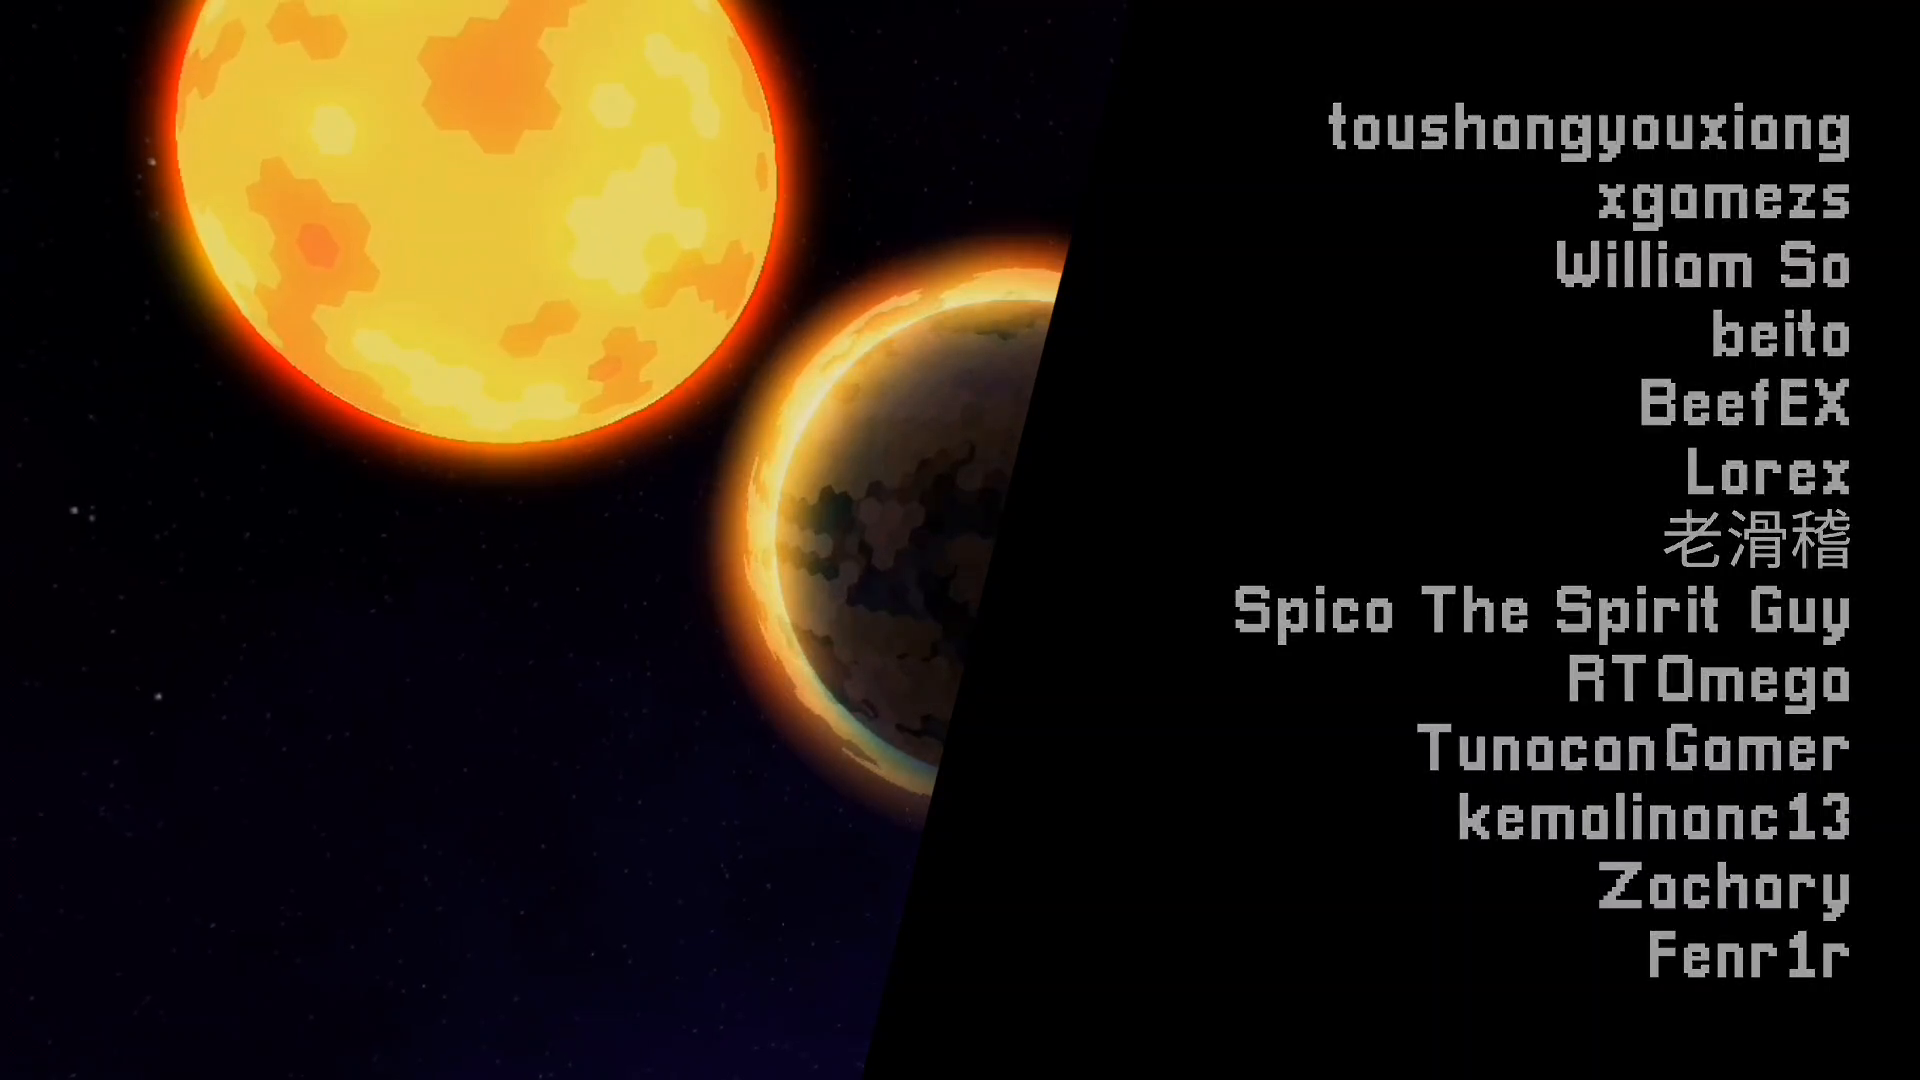 toushangyouxiang
xgamezs
William So
beito
BeefEX
Lorex
老滑稽
Spico The Spirit Guy
RTOmega
TunacanGamer
kemalinanc13
Zachary
Fenr1r